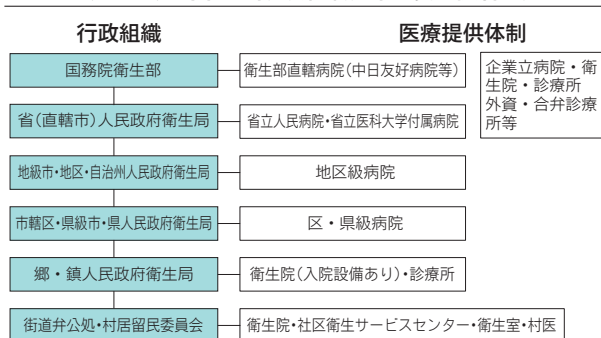 行政組織
医療提供体制
国務院衛生部
衛生部直轄病院(中日友好病院等)
企業立病院・衛
生院・診療所
外資・合弁診療
所等
省(直轄市)人民政府衛生局
省立人民病院・省立医科大学付属病院
地級市・地区・自治州人民政府衛生局
地区級病院
市轄区・県級市・県人民政府衛生局
区・県級病院
郷・鎮人民政府衛生局
衛生院(入院設備あり)・診療所
街道弁公処・村居留民委員会
衛生院・社区衛生サービスセンター・衛生室・村医